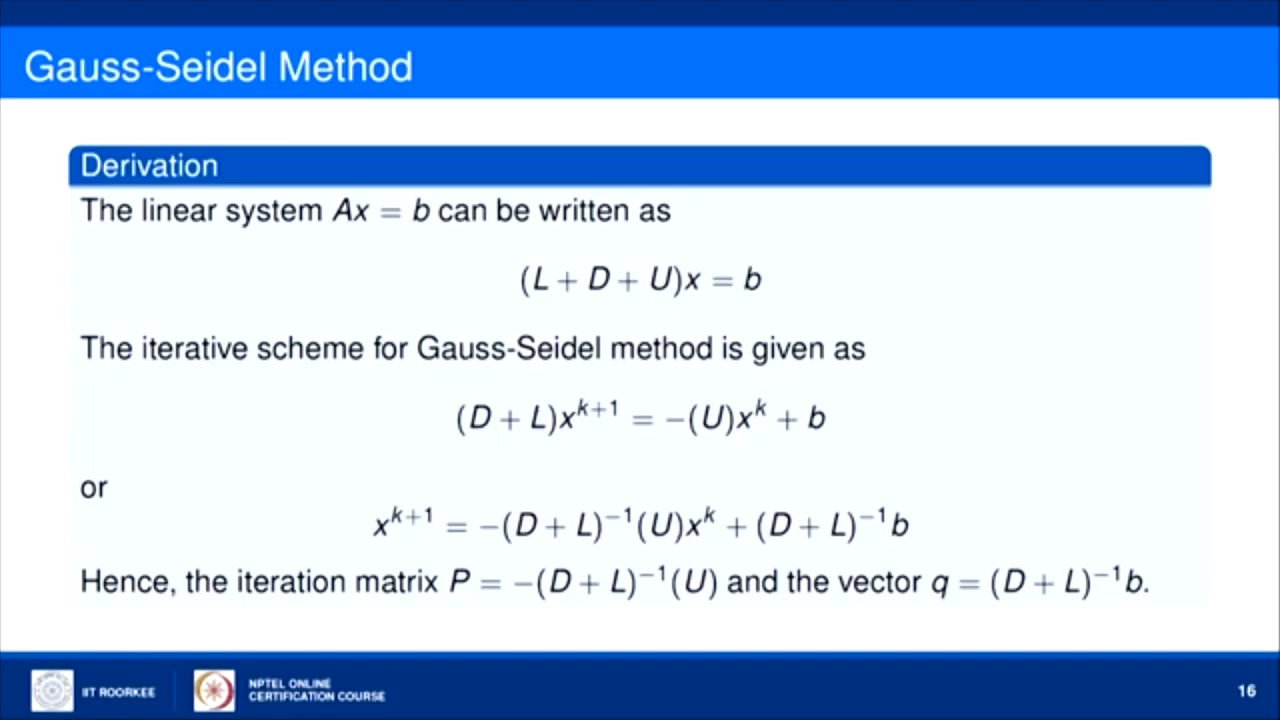 Gauss-Seidel Method
Derivation
The linear system Ax = b can be written as
(L + D + U)x = b
The iterative scheme for Gauss-Seidel method is given as
(D + L)x^{k+1} = −(U)x^k + b
or
x^{k+1} = −(D + L)^{−1}(U)x^k + (D + L)^{−1}b
Hence, the iteration matrix P = −(D + L)^{−1}(U) and the vector q = (D + L)^{−1}b.
IIT ROORKEE
NPTEL ONLINE
CERTIFICATION COURSE
16